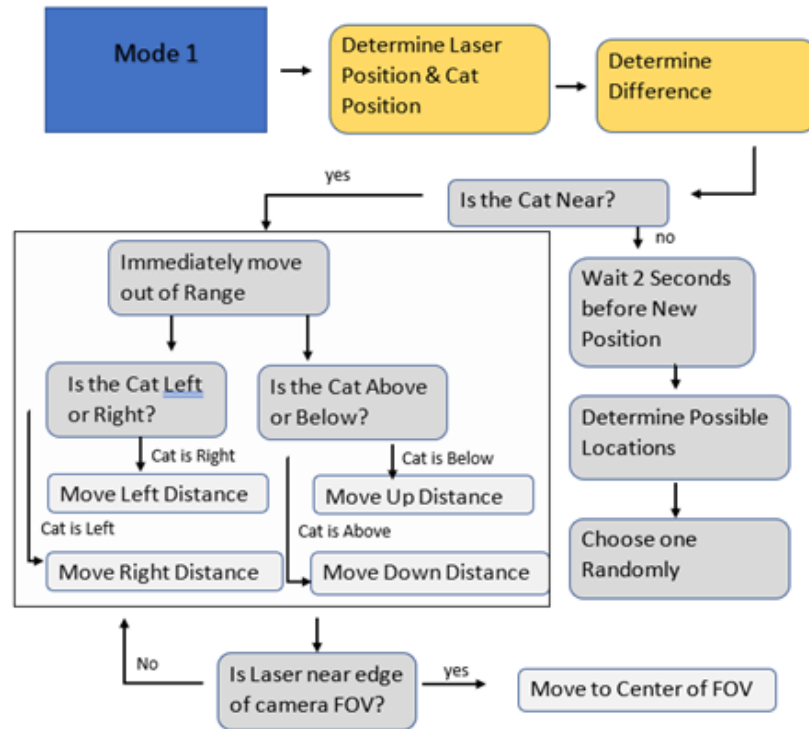 Mode 1
Determine Laser
Position & Cat
Position
Determine
Difference
yes
Is the Cat Near?
no
Immediately move
out of Range
Wait 2 Seconds
before New
Position
Is the Cat Left
or Right?
Is the Cat Above
or Below?
Determine Possible
Locations
Cat is Right
Cat is Below
Move Left Distance
Move Up Distance
Cat is Left
Cat is Above
Choose one
Randomly
Move Right Distance
Move Down Distance
No
Is Laser near edge
of camera FOV?
yes
Move to Center of FOV